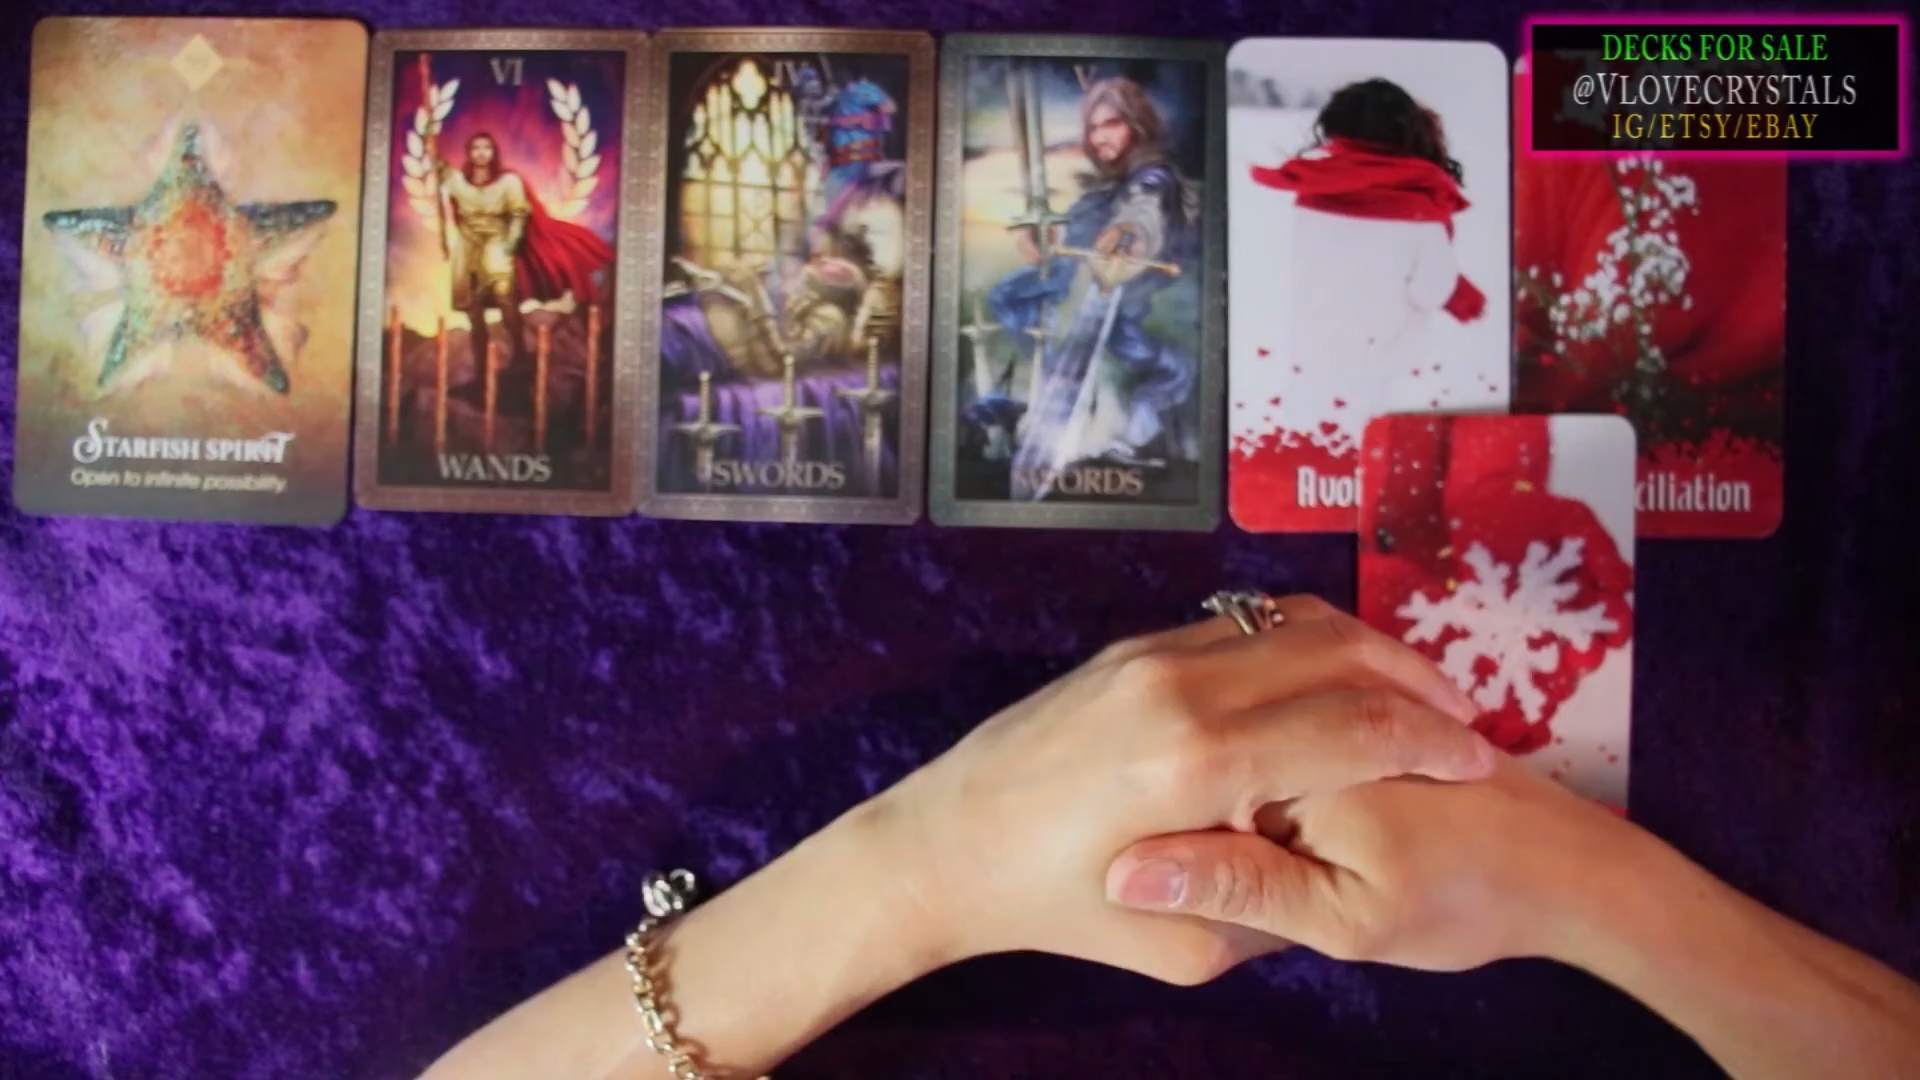 DECKS FOR SALE
@VLOVECRYSTALS
IG/ETSY/EBAY
VI
IV
V
STARFISH SPIRIT
Open to infinite possibility.
WANDS
SWORDS
SWORDS
Avoi
ciliation